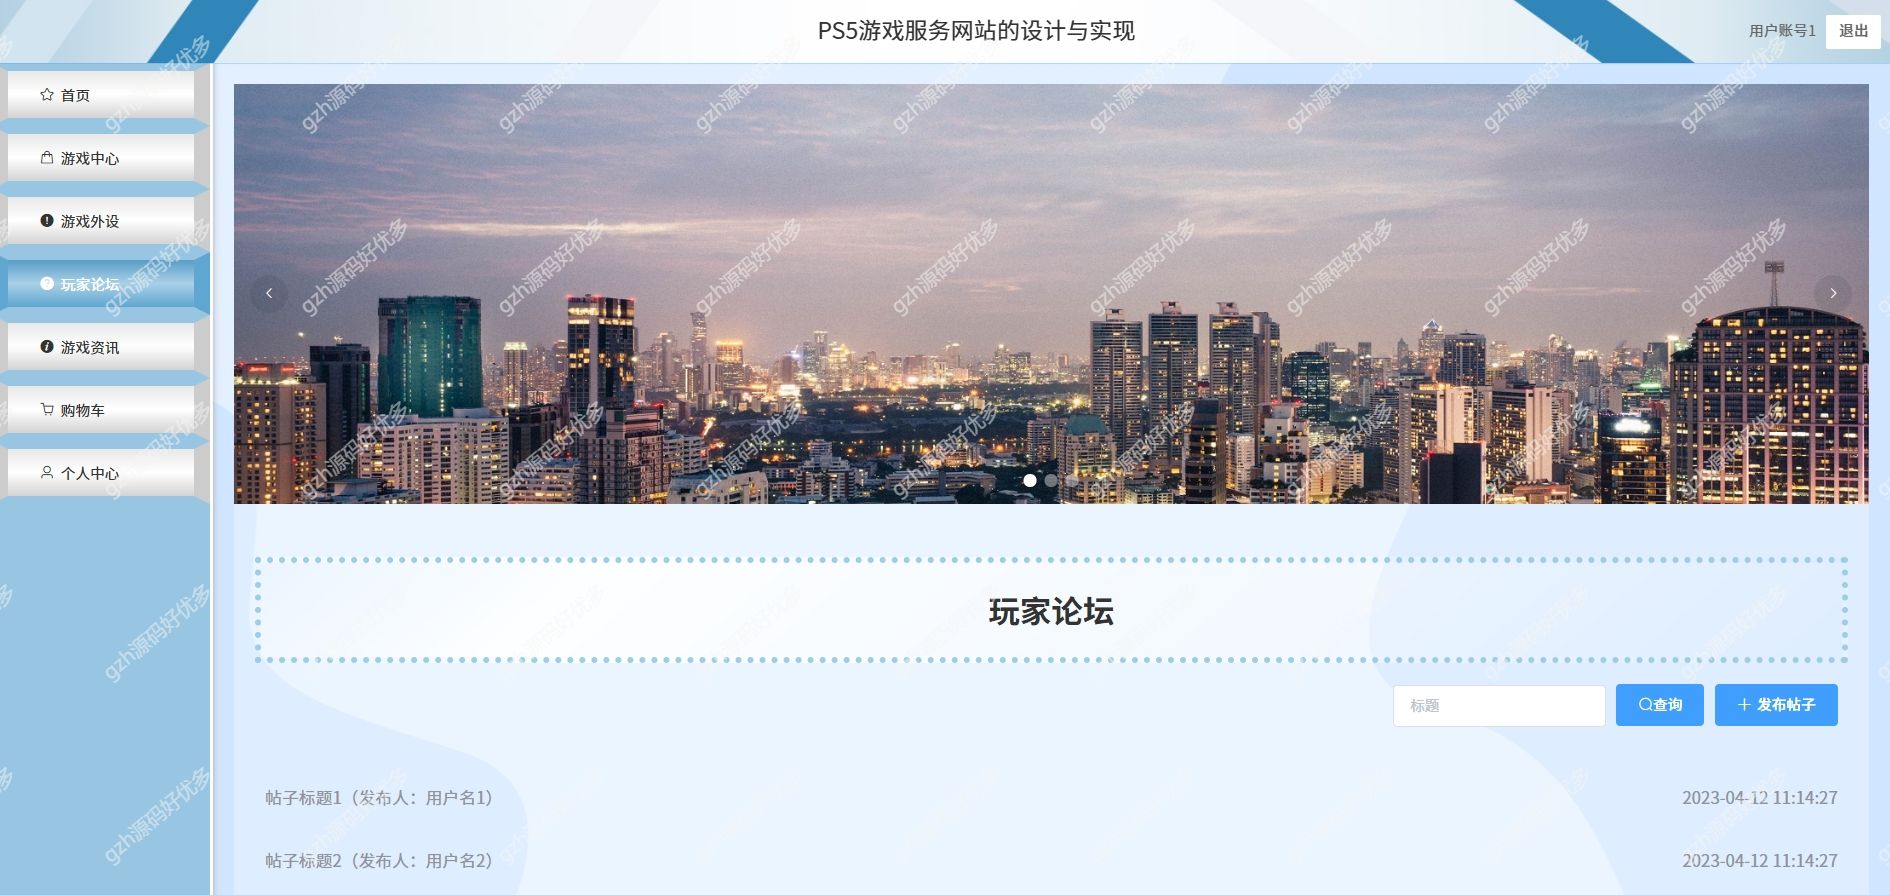 PS5游戏服务网站的设计与实现
用户账号1 退出
首页
游戏中心
游戏外设
玩家论坛
游戏资讯
购物车
个人中心
玩家论坛
标题 查询 发布帖子
帖子标题1（发布人：用户名1） 2023-04-12 11:14:27
帖子标题2（发布人：用户名2） 2023-04-12 11:14:27
gzh源码好优多